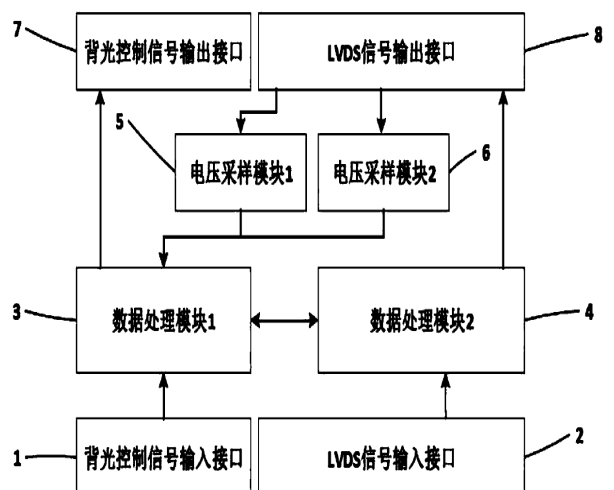 7
背光控制信号输出接口
LVDS信号输出接口
8
5
电压采样模块1
电压采样模块2
6
3
数据处理模块1
数据处理模块2
4
1
背光控制信号输入接口
LVDS信号输入接口
2